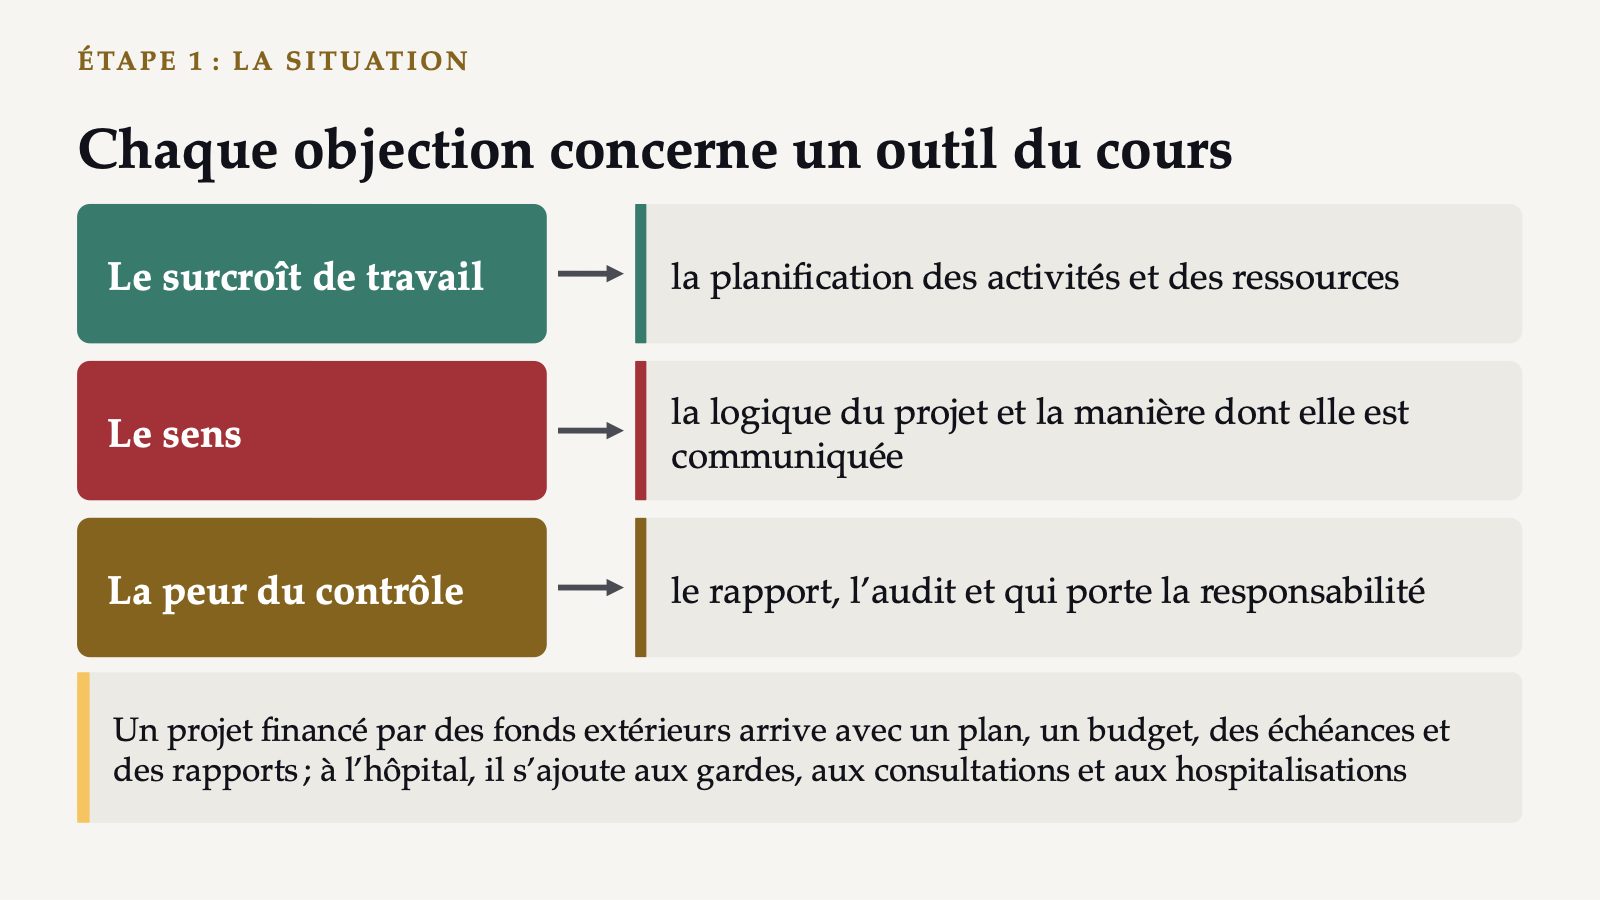 ÉTAPE 1 : LA SITUATION
Chaque objection concerne un outil du cours
Le surcroît de travail
la planification des activités et des ressources
Le sens
la logique du projet et la manière dont elle est
communiquée
La peur du contrôle
le rapport, l’audit et qui porte la responsabilité
Un projet financé par des fonds extérieurs arrive avec un plan, un budget, des échéances et
des rapports ; à l’hôpital, il s’ajoute aux gardes, aux consultations et aux hospitalisations